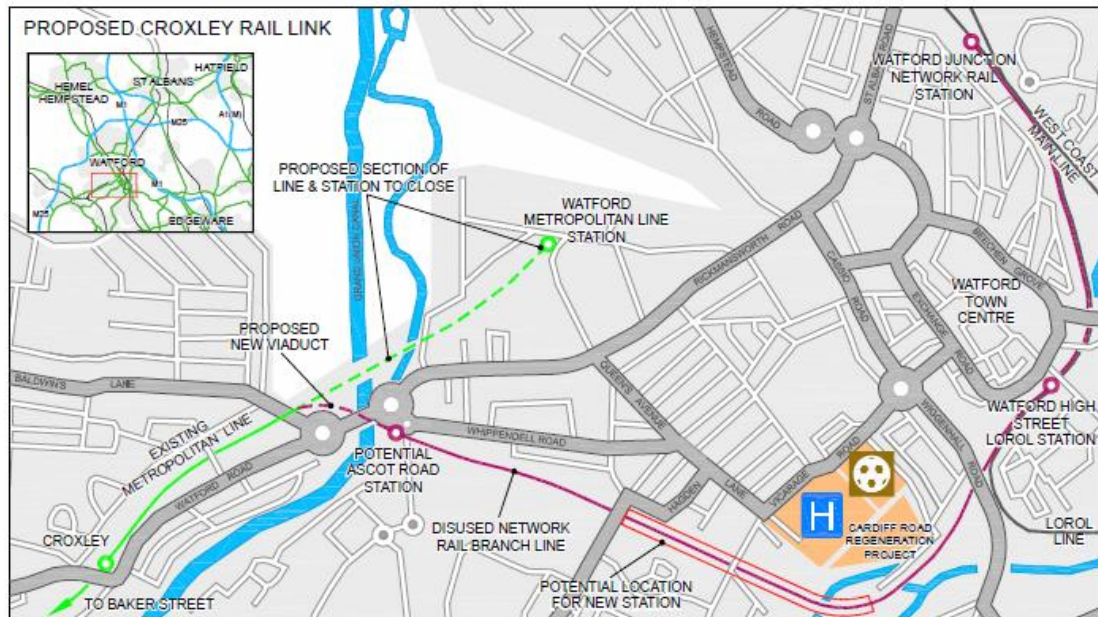 PROPOSED CROXLEY RAIL LINK
HATFIELD
HEMEL
HEMPSTEAD
ST ALBANS
M1
A1(M)
M25
WATFORD
M1
M25
EDGEWARE
HEMPSTEAD
ROAD
ST ALBANS ROAD
WATFORD JUNCTION
NETWORK RAIL
STATION
WEST COAST
MAIN LINE
PROPOSED SECTION OF
LINE & STATION TO CLOSE
GRAND UNION CANAL
WATFORD
METROPOLITAN LINE
STATION
RICKMANSWORTH ROAD
CASSIO
ROAD
BEECHEN
GROVE
EXCHANGE
ROAD
WATFORD
TOWN
CENTRE
PROPOSED
NEW VIADUCT
BALDWIN'S
LANE
EXISTING
METROPOLITAN LINE
WATFORD ROAD
POTENTIAL
ASCOT ROAD
STATION
WHIPPENDELL ROAD
QUEEN'S
AVENUE
WIGGENHALL
ROAD
WATFORD HIGH
STREET
LOROL STATION
HAGDEN
LANE
VICARAGE
ROAD
H
CARDIFF ROAD
REGENERATION
PROJECT
LOROL
LINE
DISUSED NETWORK
RAIL BRANCH LINE
CROXLEY
TO BAKER STREET
POTENTIAL LOCATION
FOR NEW STATION